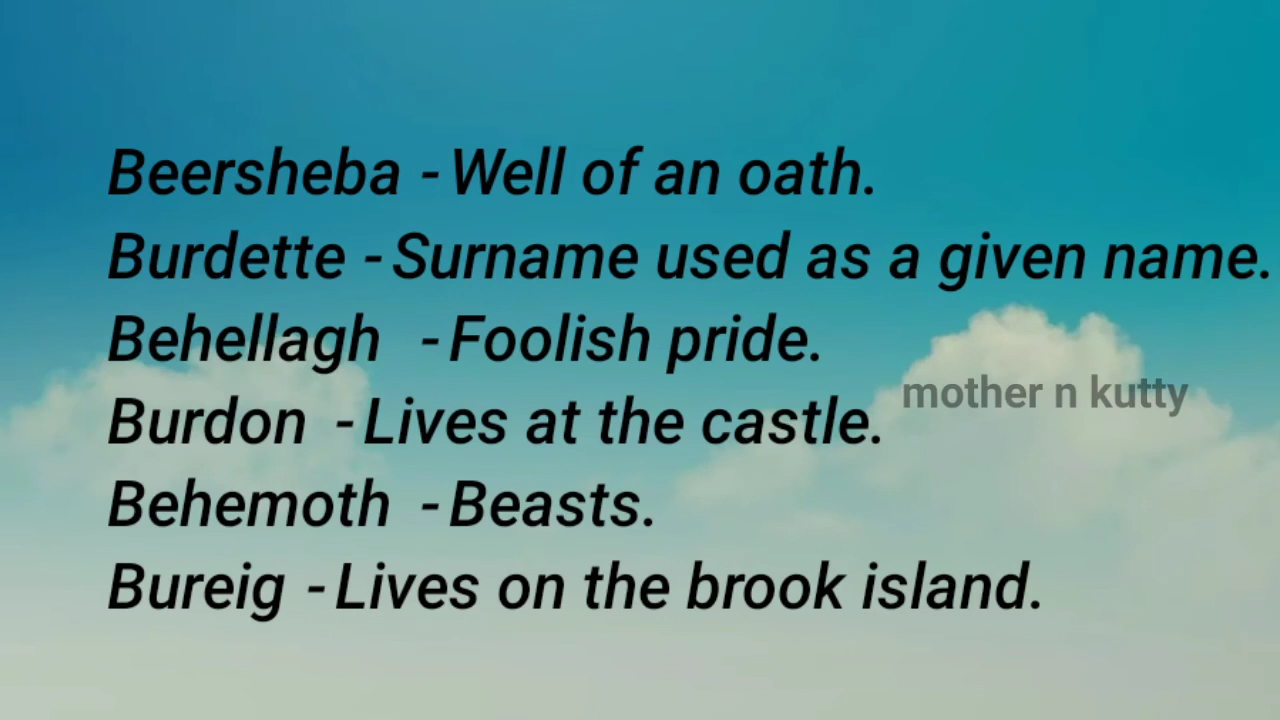 Beersheba - Well of an oath.
Burdette - Surname used as a given name.
Behellagh - Foolish pride.
mother n kutty
Burdon - Lives at the castle.
Behemoth - Beasts.
Bureig - Lives on the brook island.